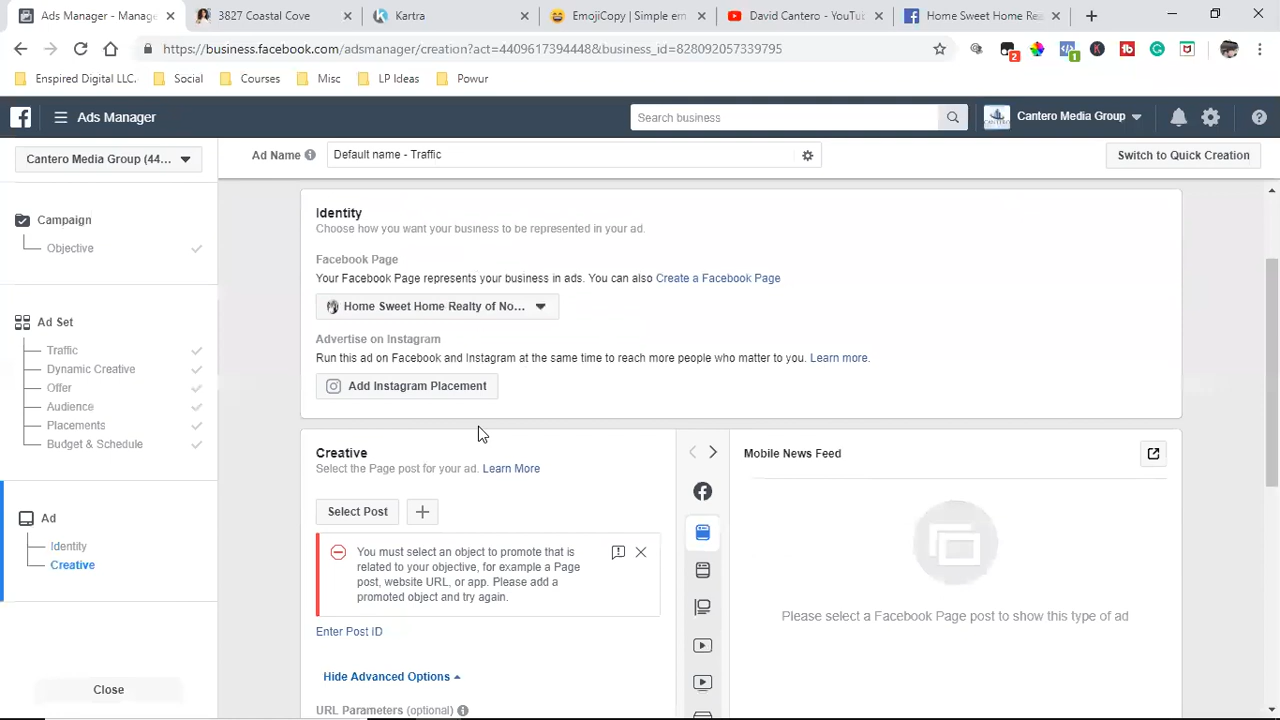 Ads Manager - Manage
3827 Coastal Cove
Kartra
EmojiCopy | Simple em
David Cantero - YouTu
Home Sweet Home Re
https://business.facebook.com/adsmanager/creation?act=4409617394448&business_id=828092057339795
2
1
Enspired Digital LLC.
Social
Courses
Misc
LP Ideas
Powur
Ads Manager
Search business
Cantero Media Group
Cantero Media Group (44...
Ad Name
Default name - Traffic
Switch to Quick Creation
Campaign
Objective
Ad Set
Traffic
Dynamic Creative
Offer
Audience
Placements
Budget & Schedule
Ad
Identity
Creative
Close
Identity
Choose how you want your business to be represented in your ad.
Facebook Page
Your Facebook Page represents your business in ads. You can also Create a Facebook Page
Home Sweet Home Realty of No...
Advertise on Instagram
Run this ad on Facebook and Instagram at the same time to reach more people who matter to you. Learn more.
Add Instagram Placement
Creative
Select the Page post for your ad. Learn More
Select Post
You must select an object to promote that is
related to your objective, for example a Page
post, website URL, or app. Please add a
promoted object and try again.
Enter Post ID
Hide Advanced Options
URL Parameters (optional)
Mobile News Feed
Please select a Facebook Page post to show this type of ad